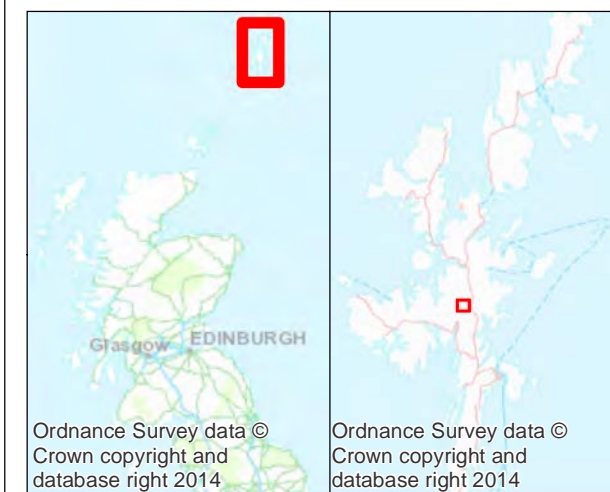 Glasgow
EDINBURGH
Ordnance Survey data ©
Crown copyright and
database right 2014
Ordnance Survey data ©
Crown copyright and
database right 2014